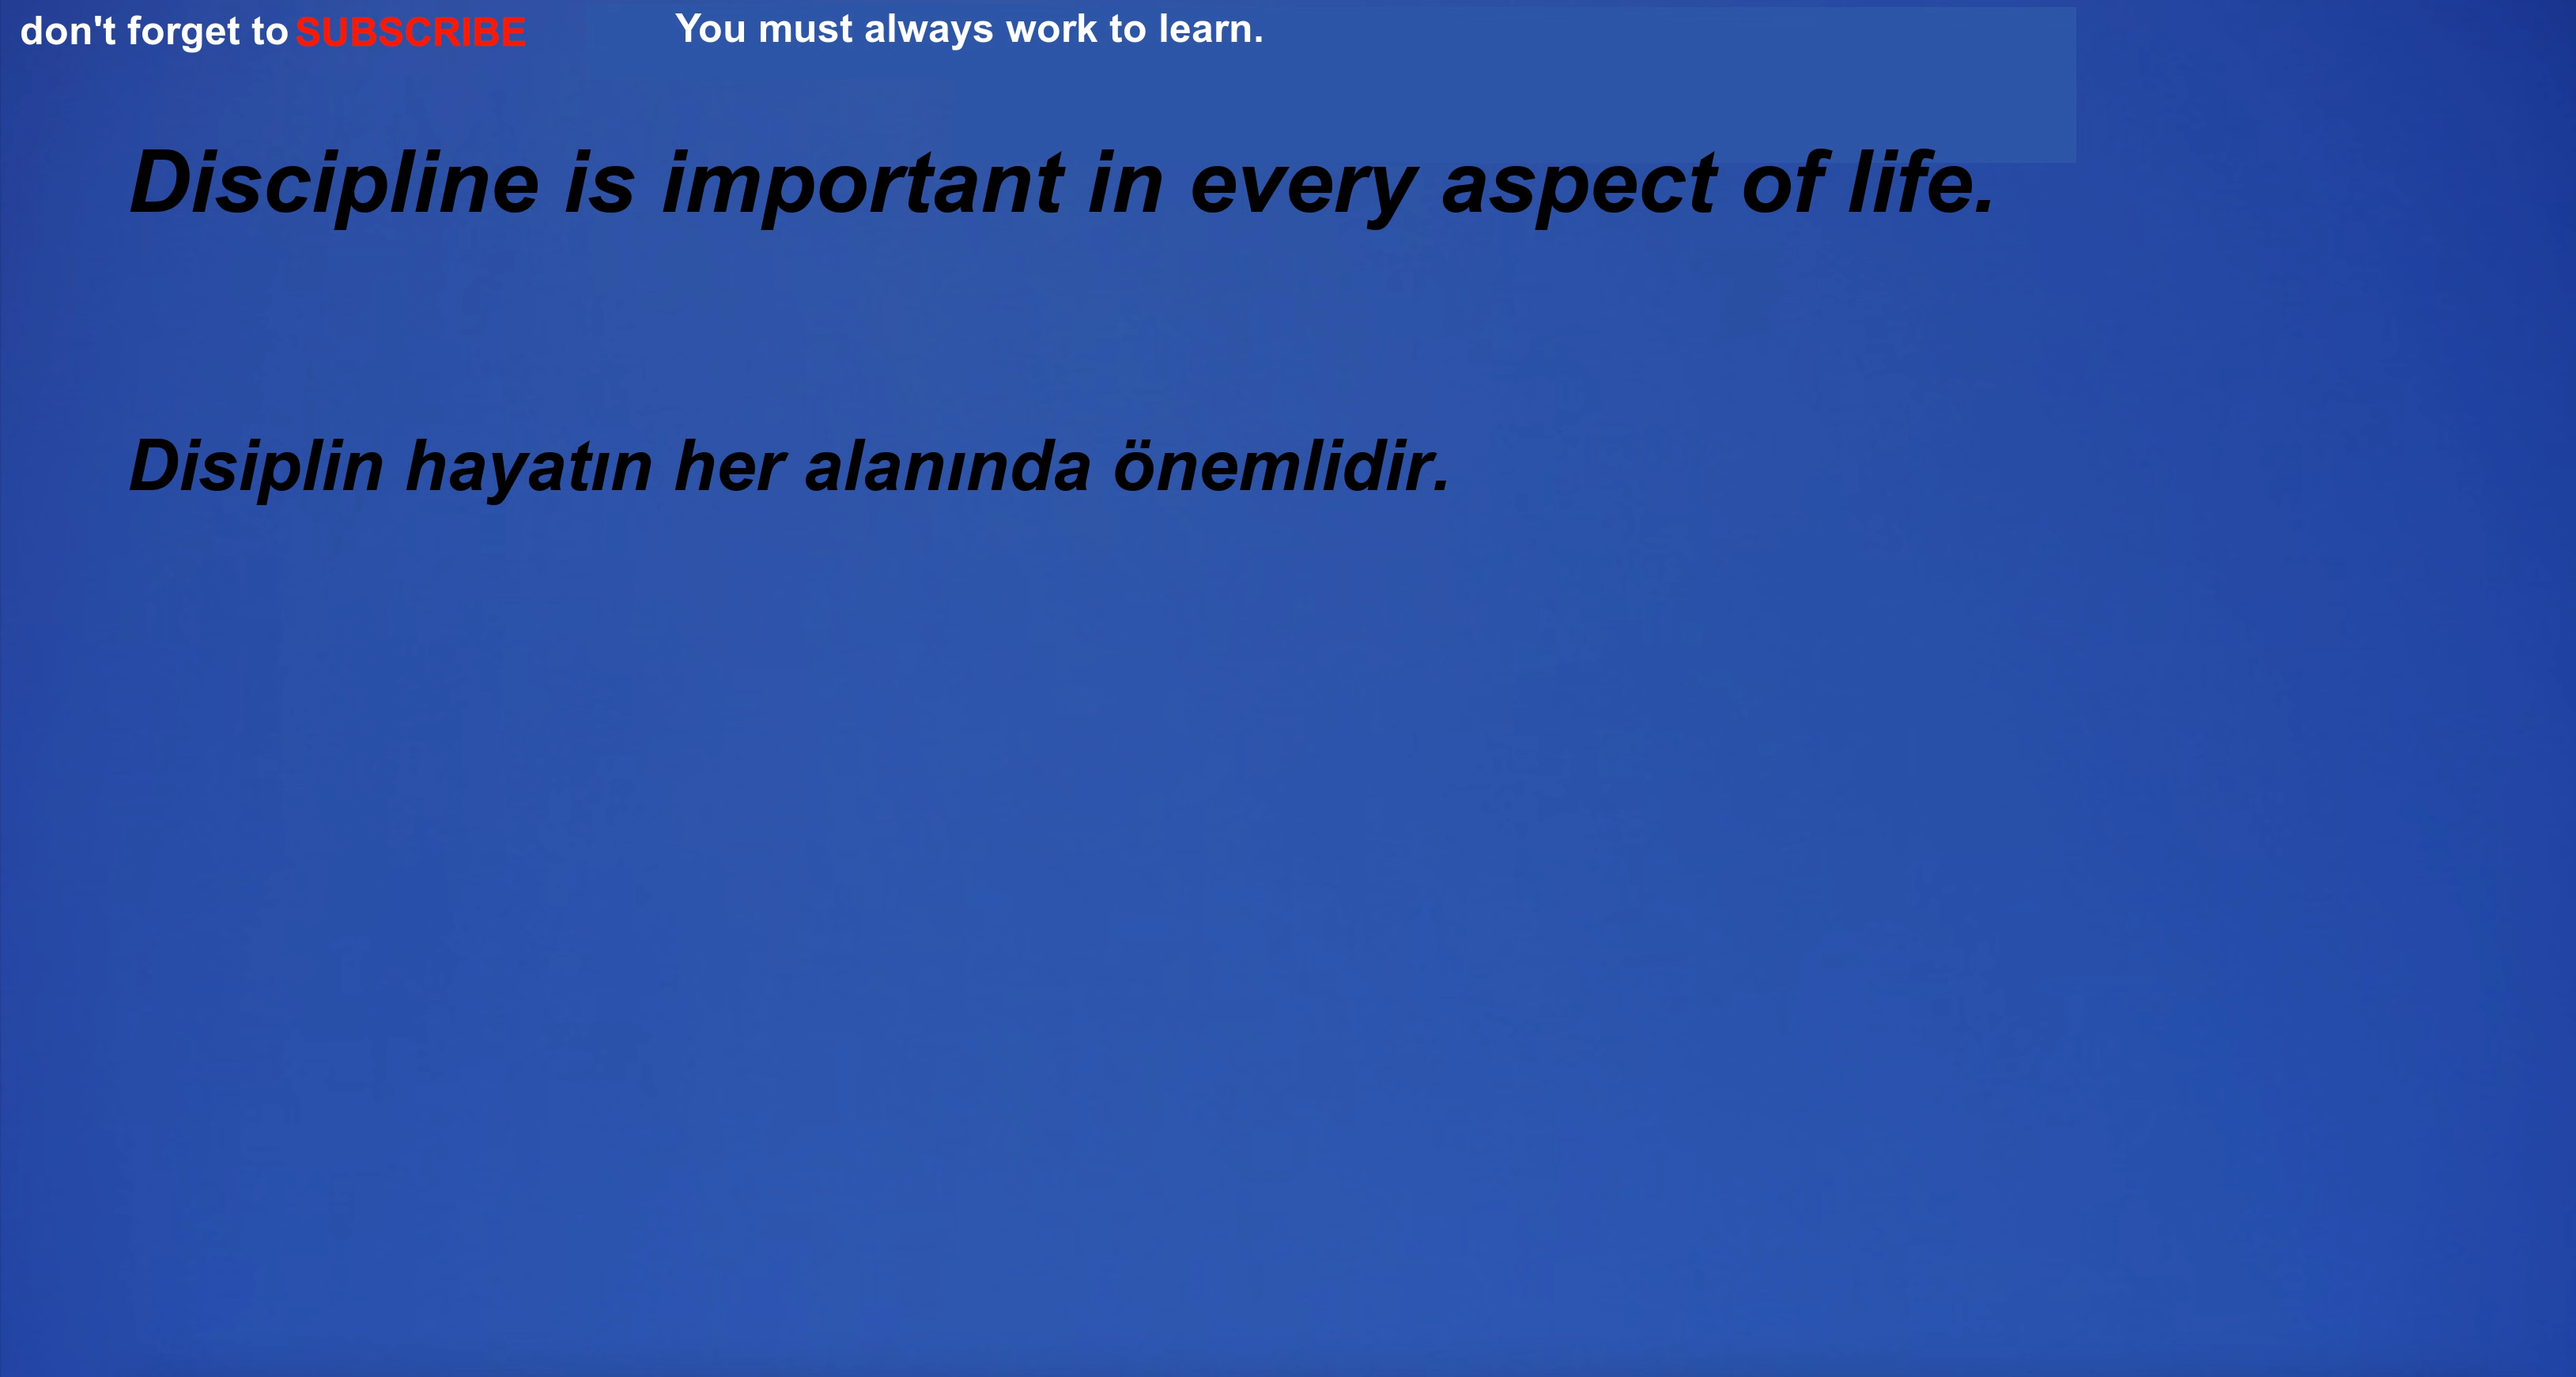 don't forget to SUBSCRIBE You must always work to learn.
Discipline is important in every aspect of life.
Disiplin hayatın her alanında önemlidir.